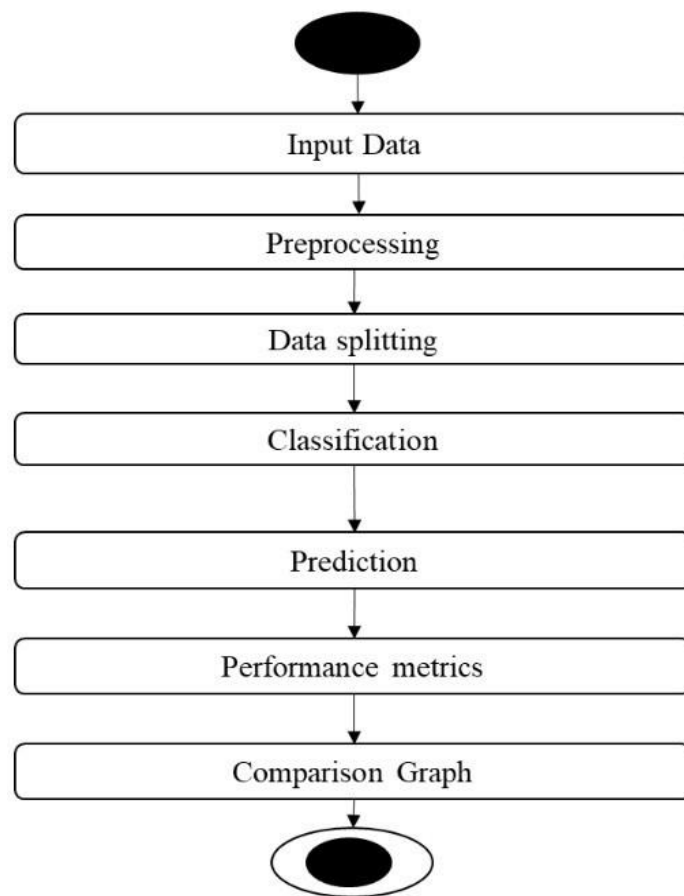 Input Data
Preprocessing
Data splitting
Classification
Prediction
Performance metrics
Comparison Graph